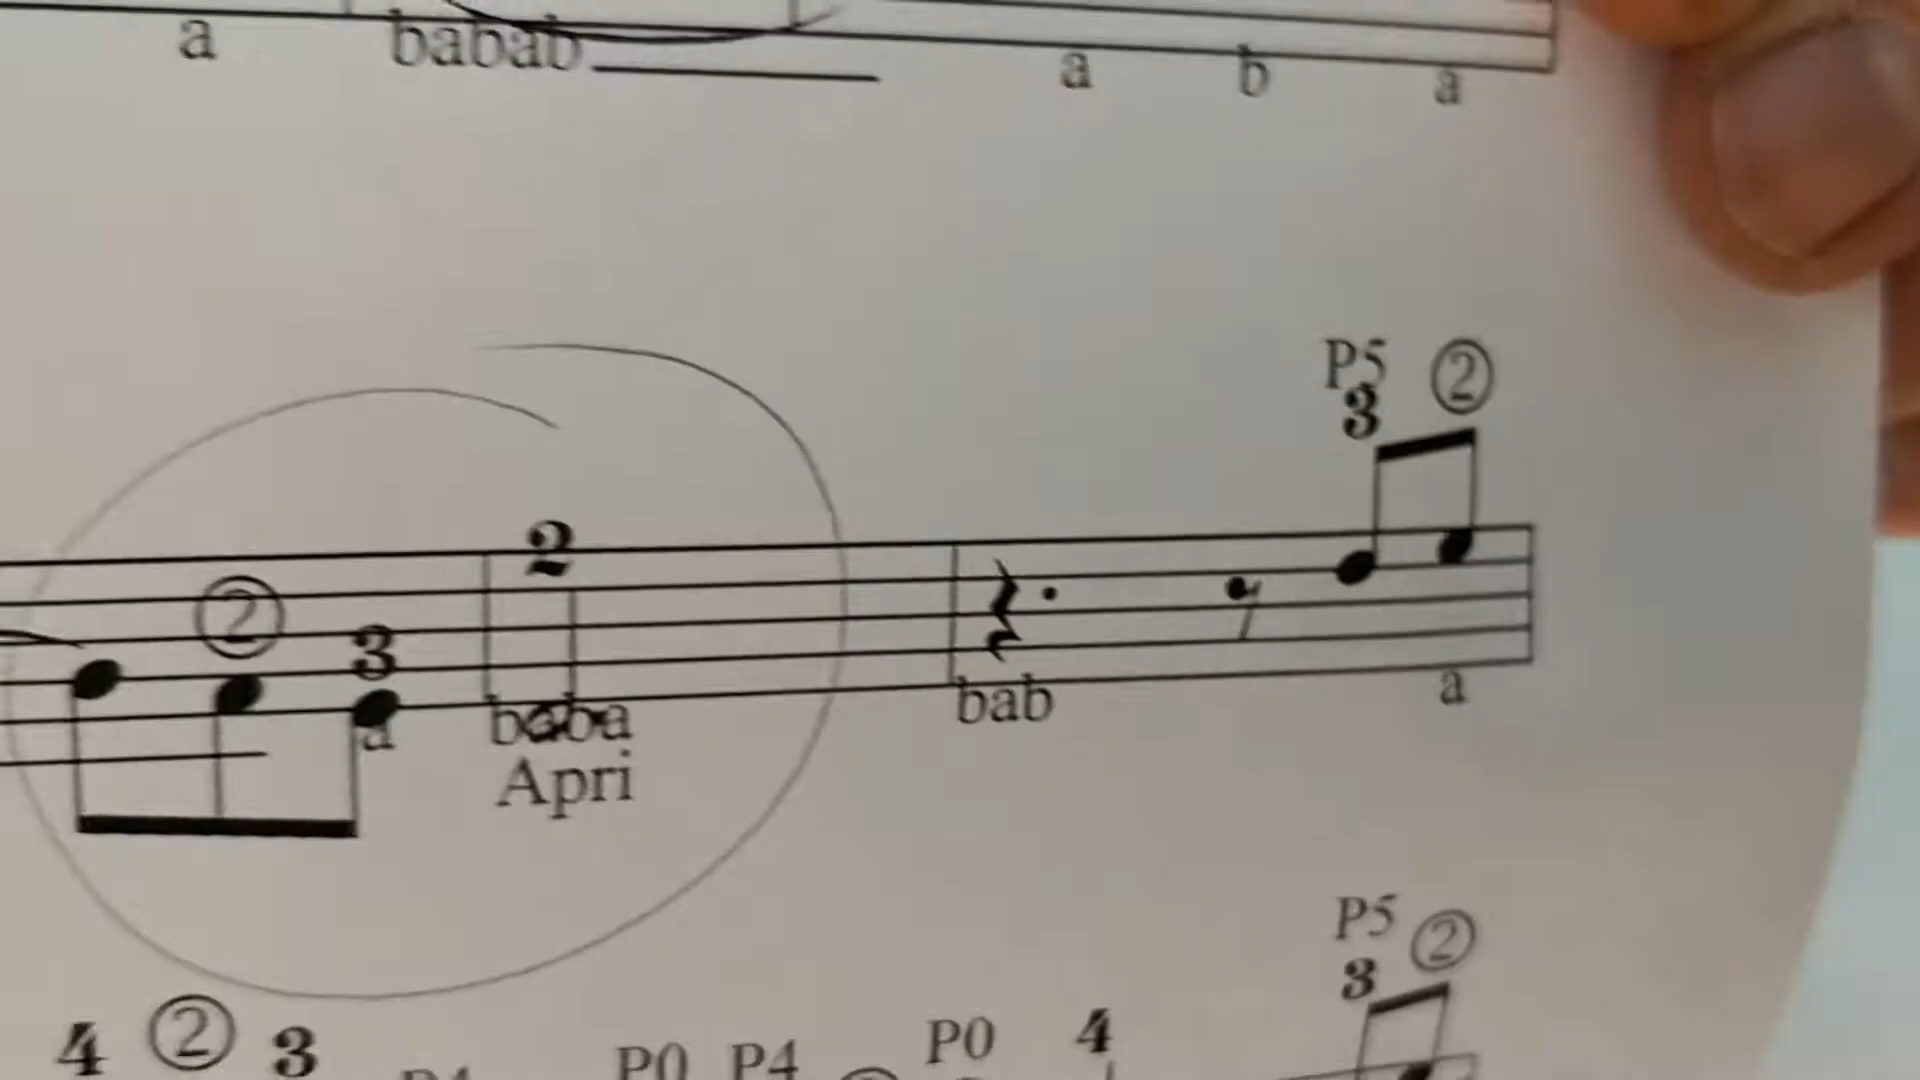 a babab a b a
P5 ②
3
2
② 3
a baba bab a
Apri
P5 ②
3
4 ② 3 P0 P4 P0 4